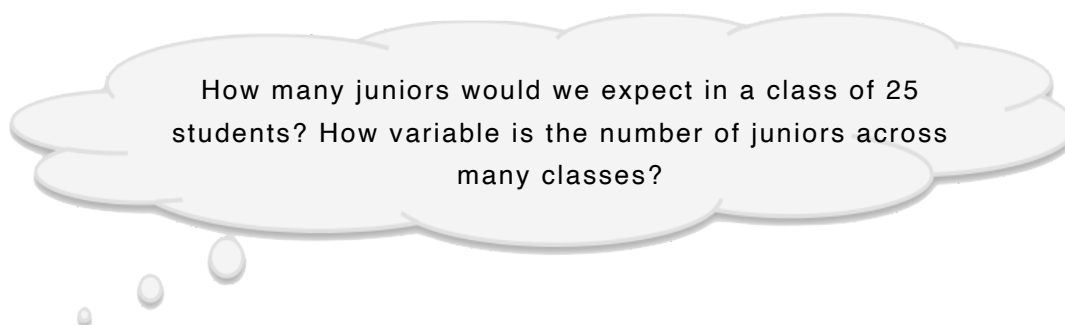 How many juniors would we expect in a class of 25
students? How variable is the number of juniors across
many classes?